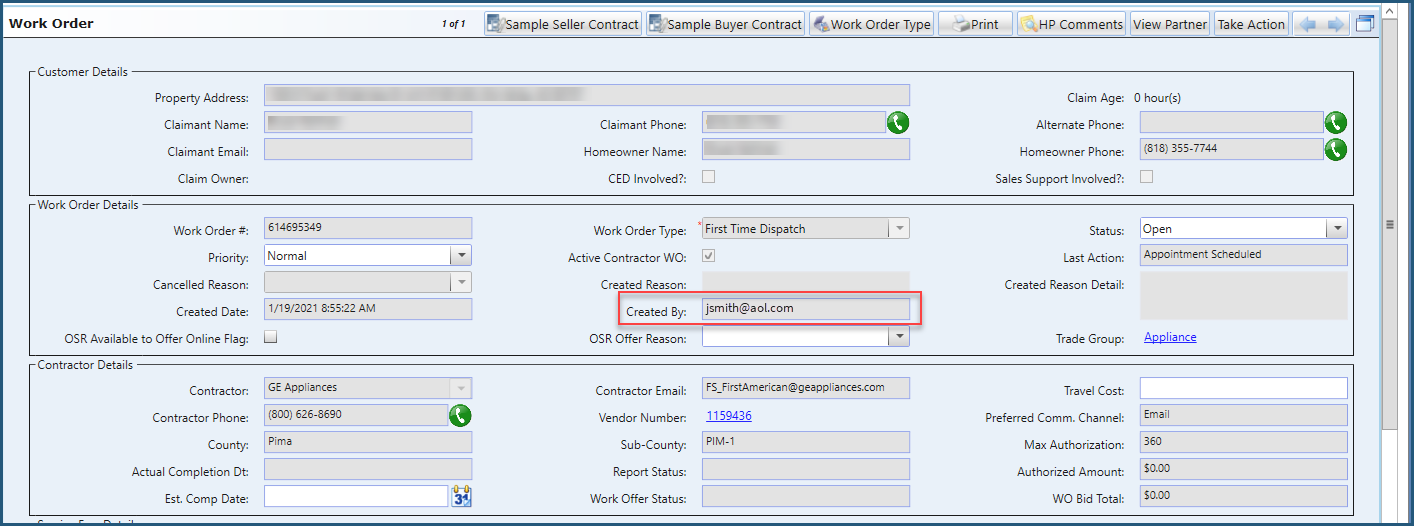 Work Order 1 of 1 Sample Seller Contract Sample Buyer Contract Work Order Type Print HP Comments View Partner Take Action
Customer Details
Property Address: Claim Age: 0 hour(s)
Claimant Name: Claimant Phone: Alternate Phone:
Claimant Email: Homeowner Name: Homeowner Phone: (818) 355-7744
Claim Owner: CED Involved?: Sales Support Involved?:
Work Order Details
Work Order #: 614695349 Work Order Type: *First Time Dispatch Status: Open
Priority: Normal Active Contractor WO: Last Action: Appointment Scheduled
Cancelled Reason: Created Reason: Created Reason Detail:
Created Date: 1/19/2021 8:55:22 AM Created By: jsmith@aol.com
OSR Available to Offer Online Flag: OSR Offer Reason: Trade Group: Appliance
Contractor Details
Contractor: GE Appliances Contractor Email: FS_FirstAmerican@geappliances.com Travel Cost:
Contractor Phone: (800) 626-8690 Vendor Number: 1159436 Preferred Comm. Channel: Email
County: Pima Sub-County: PIM-1 Max Authorization: 360
Actual Completion Dt: Report Status: Authorized Amount: $0.00
Est. Comp Date: 31 Work Offer Status: WO Bid Total: $0.00